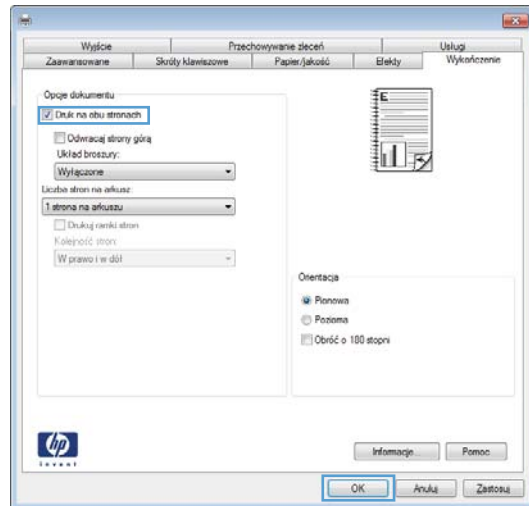 Wyjście Przechowywanie zleceń Usługi
Zaawansowane Skróty klawiszowe Papier/jakość Efekty Wykończenie
Opcje dokumentu
Druk na obu stronach
Odwracaj strony górą
Układ broszury:
Wyłączone
Liczba stron na arkusz:
1 strona na arkuszu
Drukuj ramki stron
Kolejność stron:
W prawo i w dół
E
Orientacja
Pionowa
Pozioma
Obróć o 180 stopni
hp
invent
Informacje... Pomoc
OK Anuluj Zastosuj